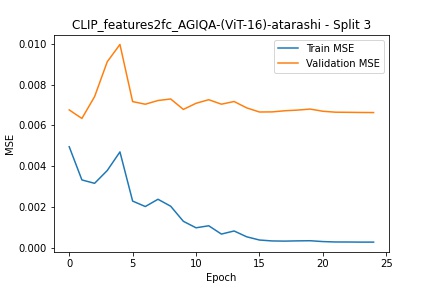 CLIP_features2fc_AGIQA-(ViT-16)-atarashi - Split 3
Train MSE
Validation MSE
0.010
0.008
0.006
0.004
0.002
0.000
MSE
0 5 10 15 20 25
Epoch